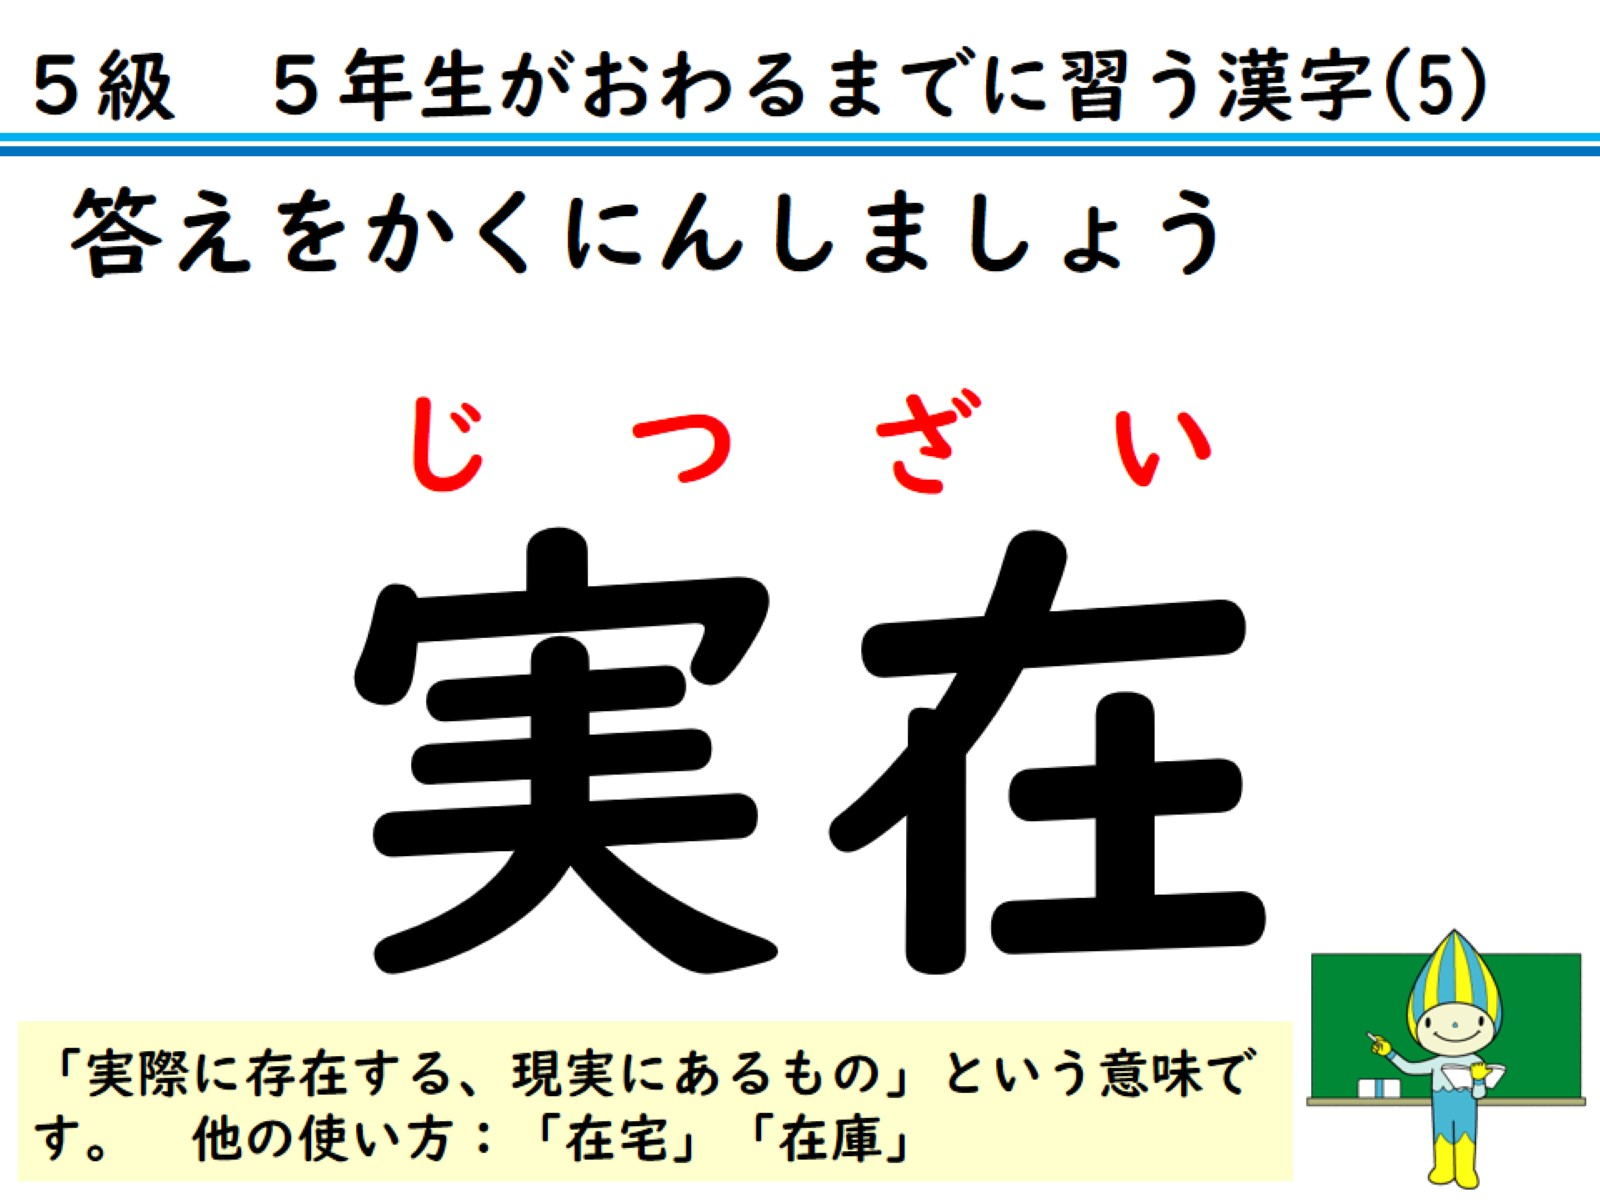 ５級　５年生がおわるまでに習う漢字(5)
答えをかくにんしましょう
じつざい
実在
「実際に存在する、現実にあるもの」という意味で
す。　他の使い方：「在宅」「在庫」